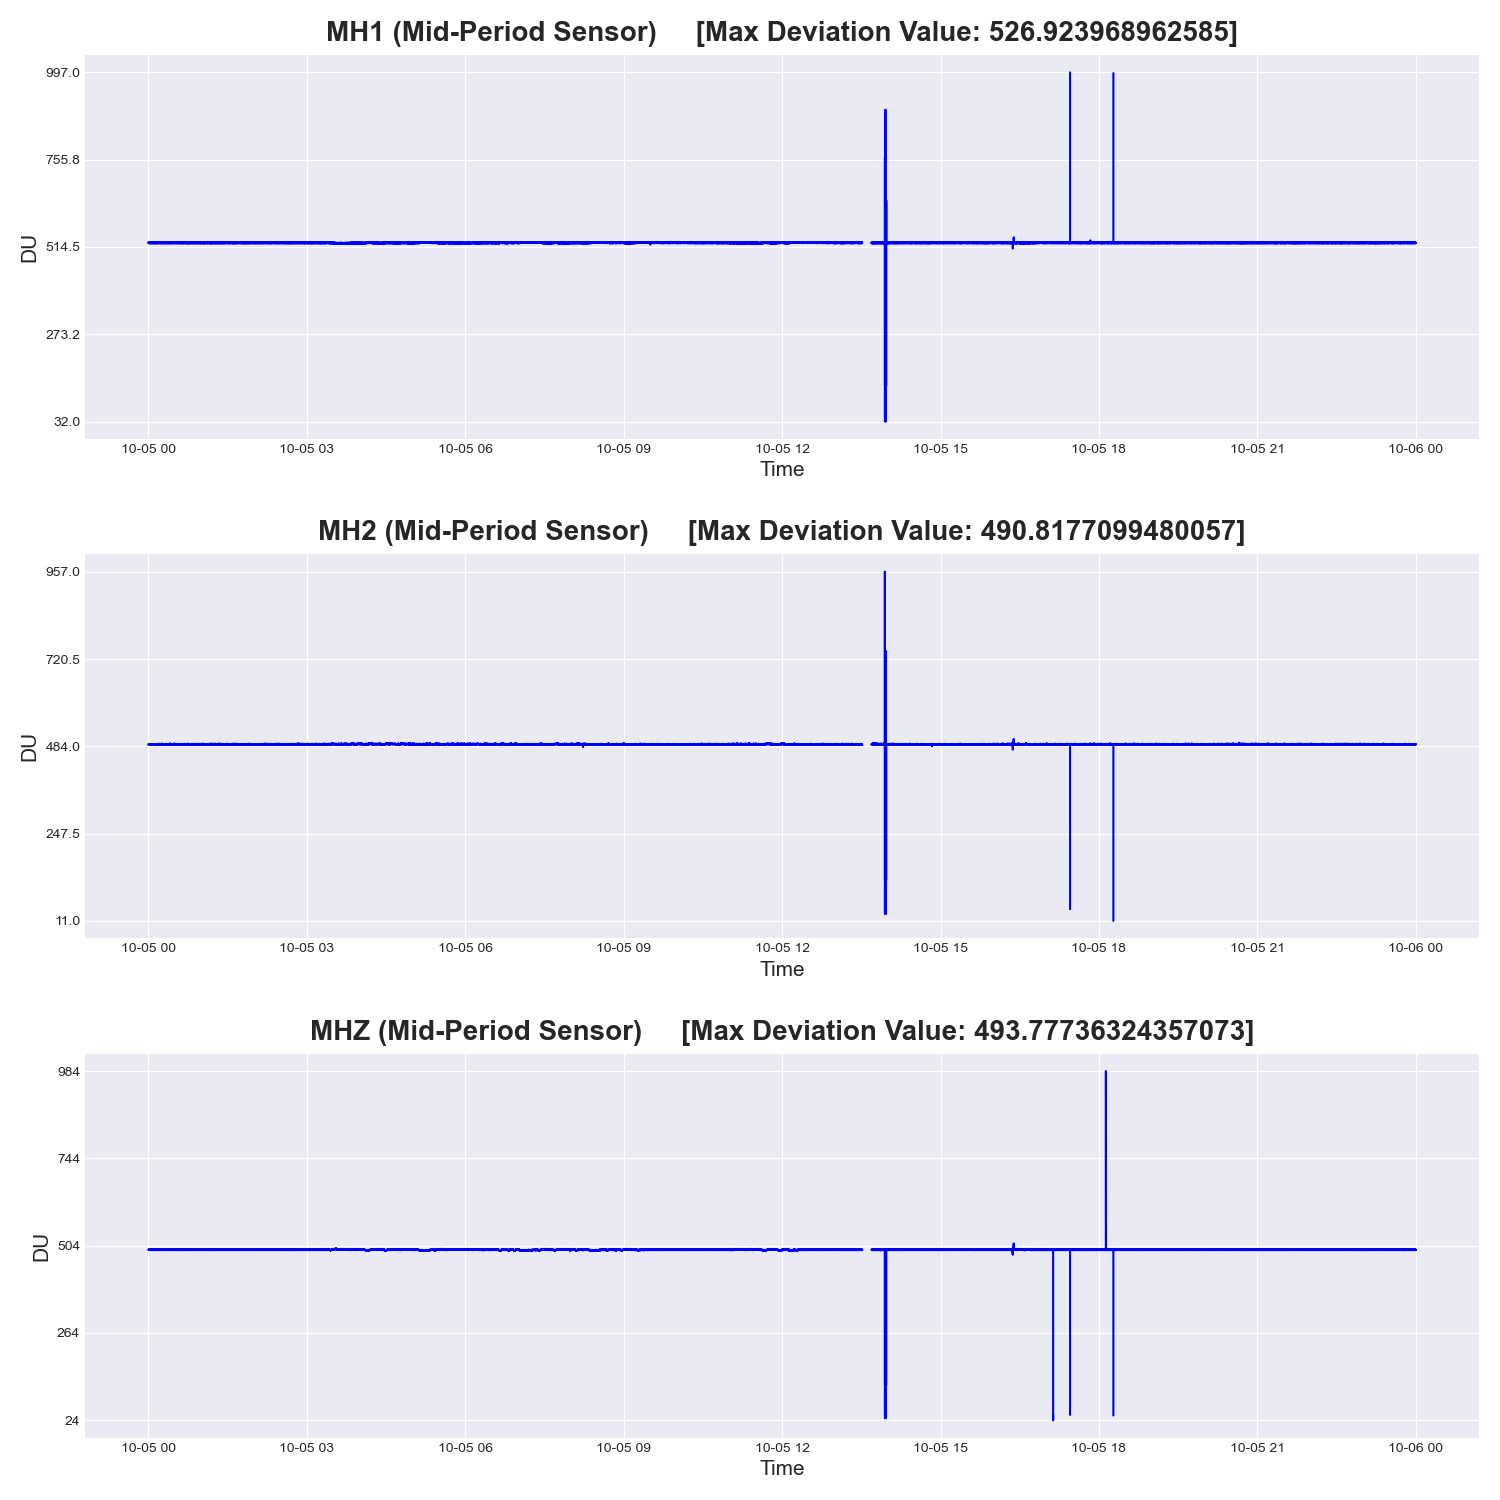 MH1 (Mid-Period Sensor) [Max Deviation Value: 526.923968962585]
997.0
755.8
514.5
273.2
32.0
DU
10-05 00 10-05 03 10-05 06 10-05 09 10-05 12 10-05 15 10-05 18 10-05 21 10-06 00
Time
MH2 (Mid-Period Sensor) [Max Deviation Value: 490.8177099480057]
957.0
720.5
484.0
247.5
11.0
DU
10-05 00 10-05 03 10-05 06 10-05 09 10-05 12 10-05 15 10-05 18 10-05 21 10-06 00
Time
MHZ (Mid-Period Sensor) [Max Deviation Value: 493.77736324357073]
984
744
504
264
24
DU
10-05 00 10-05 03 10-05 06 10-05 09 10-05 12 10-05 15 10-05 18 10-05 21 10-06 00
Time